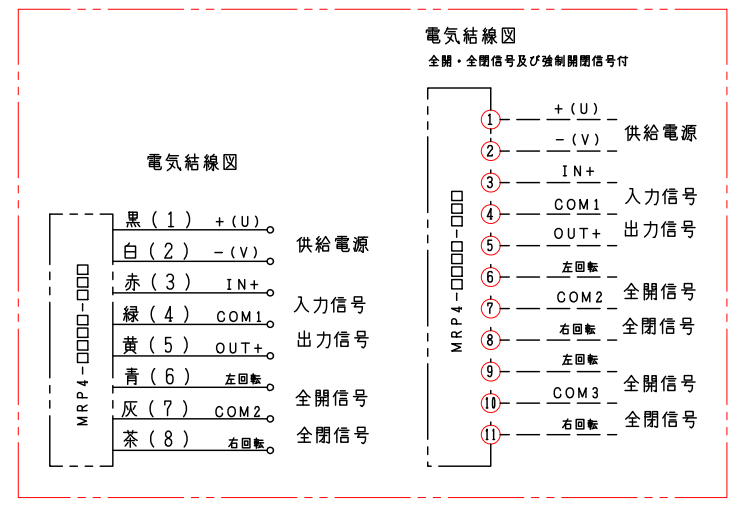 電気結線図
MRP4-□□□□-□□□
黒(1) +(U)
白(2) -(V)
供給電源
赤(3) IN+
緑(4) COM1
入力信号
黄(5) OUT+
出力信号
青(6) 左回転
灰(7) COM2
全開信号
茶(8) 右回転
全閉信号
電気結線図
全開・全閉信号及び強制開閉信号付
MRP4-□□□□-□□
1 +(U)
2 -(V)
供給電源
3 IN+
4 COM1
入力信号
5 OUT+
出力信号
6 左回転
7 COM2
全開信号
8 右回転
全閉信号
9 左回転
10 COM3
全開信号
11 右回転
全閉信号